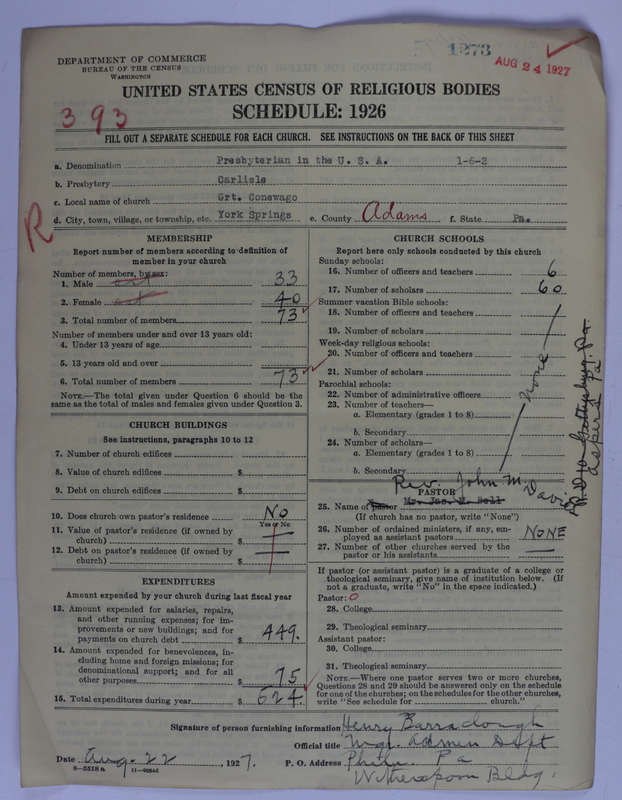 1273
AUG 24 1927
DEPARTMENT OF COMMERCE
BUREAU OF THE CENSUS
WASHINGTON
UNITED STATES CENSUS OF RELIGIOUS BODIES
SCHEDULE: 1926
393
FILL OUT A SEPARATE SCHEDULE FOR EACH CHURCH. SEE INSTRUCTIONS ON THE BACK OF THIS SHEET
a. Denomination Presbyterian in the U. S. A. 1-6-2
b. Presbytery Carlisle
c. Local name of church Grt. Conewago
d. City, town, village, or township, etc. York Springs e. County Adams f. State Pa.
R
MEMBERSHIP
Report number of members according to definition of
member in your church
Number of members, by sex:
1. Male 33
2. Female 40
3. Total number of members 73
Number of members under and over 13 years old:
4. Under 13 years of age
5. 13 years old and over
6. Total number of members 73
NOTE.—The total given under Question 6 should be the
same as the total of males and females given under Question 3.
CHURCH BUILDINGS
See instructions, paragraphs 10 to 12
7. Number of church edifices
8. Value of church edifices $
9. Debt on church edifices $
10. Does church own pastor's residence? No
Yes or No
11. Value of pastor's residence (if owned by
church) $
12. Debt on pastor's residence (if owned by
church) $
EXPENDITURES
Amount expended by your church during last fiscal year
13. Amount expended for salaries, repairs,
and other running expenses; for im-
provements or new buildings; and for
payments on church debt $ 449.
14. Amount expended for benevolences, in-
cluding home and foreign missions; for
denominational support; and for all
other purposes $ 75
15. Total expenditures during year $ 524.
CHURCH SCHOOLS
Report here only schools conducted by this church
Sunday schools:
16. Number of officers and teachers 6
17. Number of scholars 60
Summer vacation Bible schools:
18. Number of officers and teachers
19. Number of scholars
Week-day religious schools:
20. Number of officers and teachers
21. Number of scholars
Parochial schools:
22. Number of administrative officers
23. Number of teachers—
a. Elementary (grades 1 to 8)
b. Secondary
24. Number of scholars—
a. Elementary (grades 1 to 8)
b. Secondary
none
Rev. John M. Davis
Gettysburg Pa
Aspers Pa.
PASTOR
25. Name of pastor
(If church has no pastor, write "None")
26. Number of ordained ministers, if any, em-
ployed as assistant pastors NONE
27. Number of other churches served by the
pastor or his assistants
If pastor (or assistant pastor) is a graduate of a college or
theological seminary, give name of institution below. (If
not a graduate, write "No" in the space indicated.)
Pastor: 0
28. College
29. Theological seminary
Assistant pastor:
30. College
31. Theological seminary
NOTE.—Where one pastor serves two or more churches,
Questions 28 and 29 should be answered only on the schedule
for one of the churches; on the schedules for the other churches,
write "See schedule for church."
Signature of person furnishing information Henry Barraclough
Official title Mgr. Admin Dept
Date Aug. 22, 1927. P. O. Address Phila. Pa
Witherspoon Bldg.
8—5518a